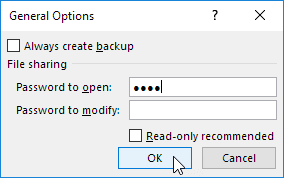 General Options
Always create backup
File sharing
Password to open: ••••
Password to modify:
Read-only recommended
OK Cancel